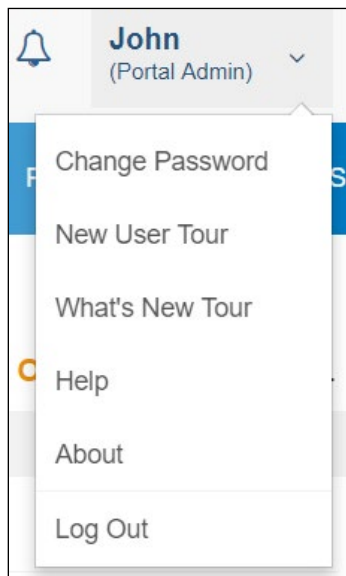 John
(Portal Admin)
Change Password
New User Tour
What's New Tour
Help
About
Log Out